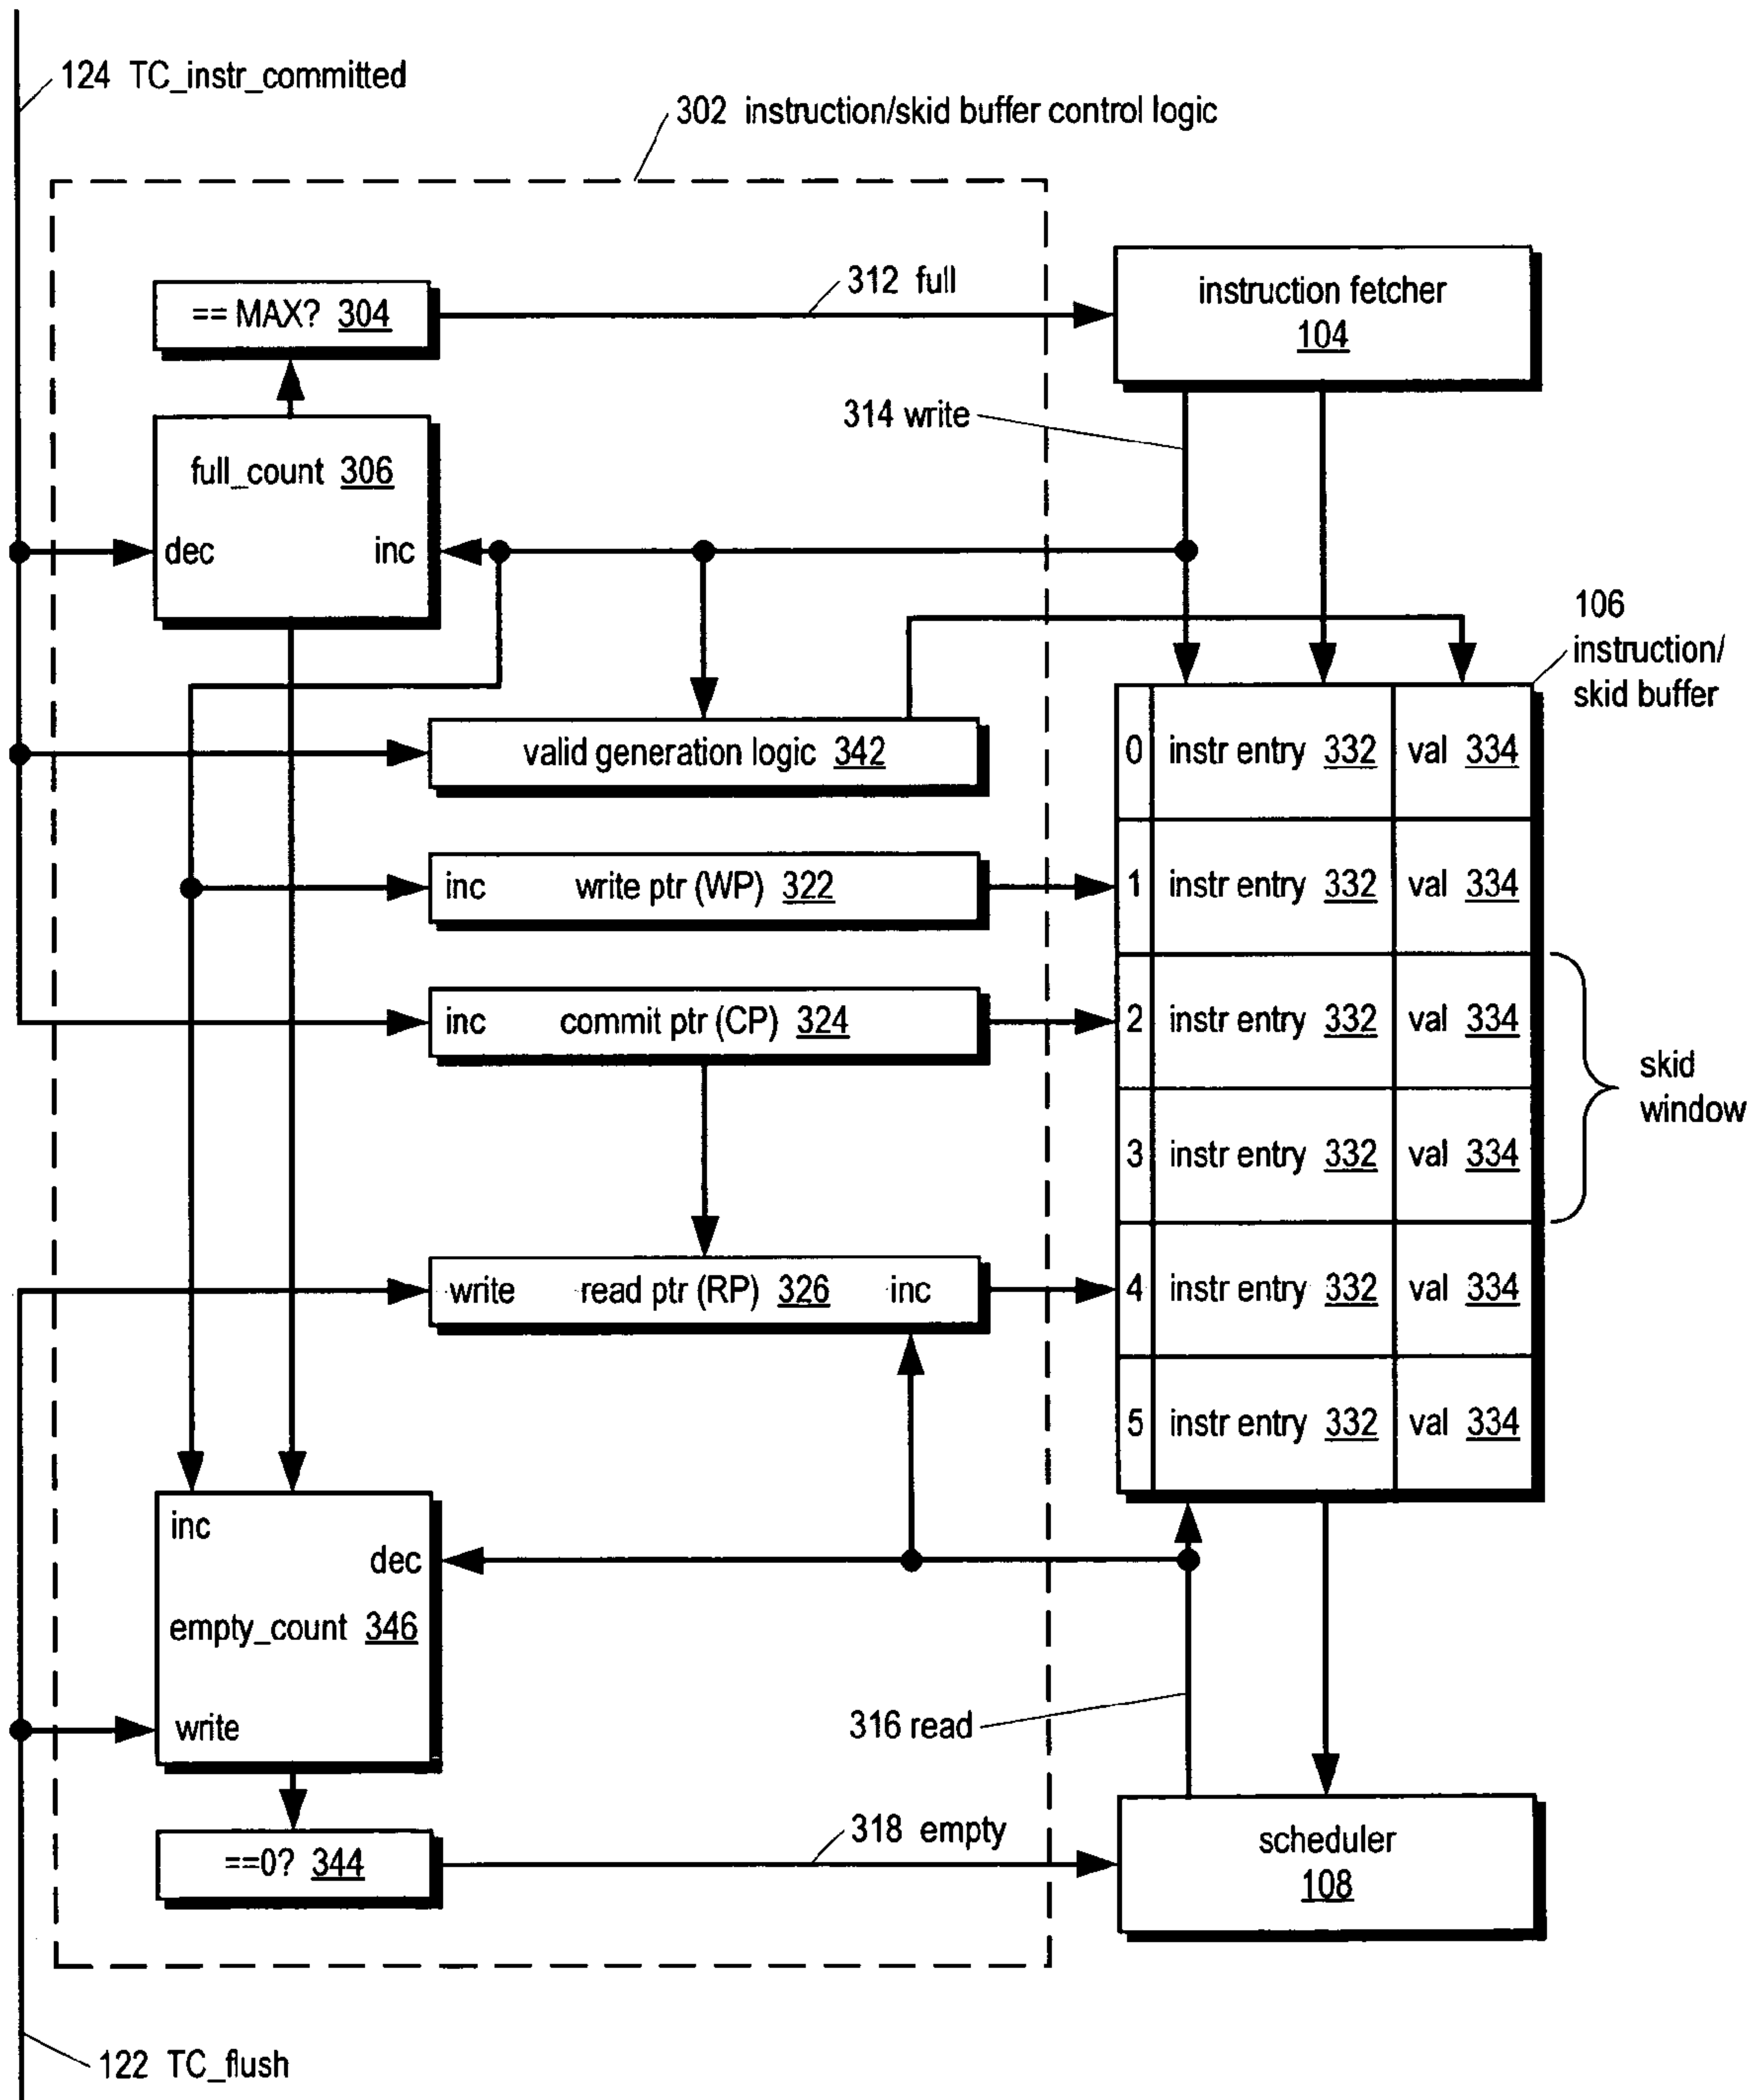 124 TC_instr_committed
302 instruction/skid buffer control logic
== MAX? 304
312 full
instruction fetcher
104
314 write
full_count 306
dec inc
106
instruction/
skid buffer
valid generation logic 342
0 instr entry 332 val 334
inc write ptr (WP) 322
1 instr entry 332 val 334
inc commit ptr (CP) 324
2 instr entry 332 val 334
skid
window
3 instr entry 332 val 334
write read ptr (RP) 326 inc
4 instr entry 332 val 334
5 instr entry 332 val 334
inc
dec
empty_count 346
write
316 read
==0? 344
318 empty
scheduler
108
122 TC_flush